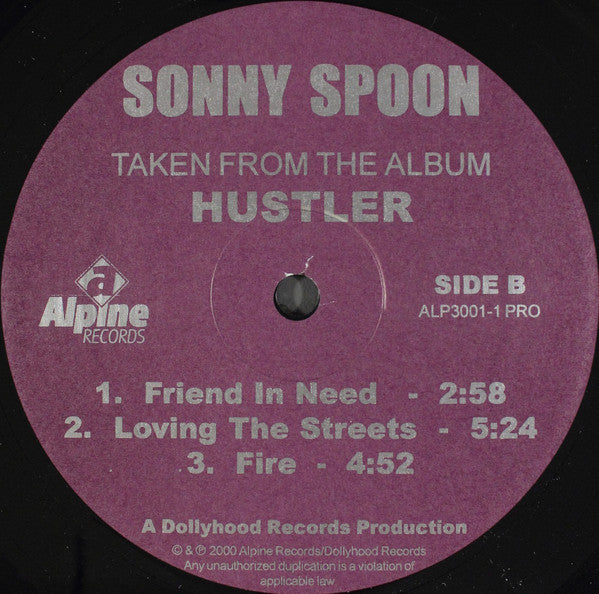 SONNY SPOON
TAKEN FROM THE ALBUM
HUSTLER
a
Alpine
RECORDS
SIDE B
ALP3001-1 PRO
1. Friend In Need - 2:58
2. Loving The Streets - 5:24
3. Fire - 4:52
A Dollyhood Records Production
© & ℗ 2000 Alpine Records/Dollyhood Records
Any unauthorized duplication is a violation of
applicable law